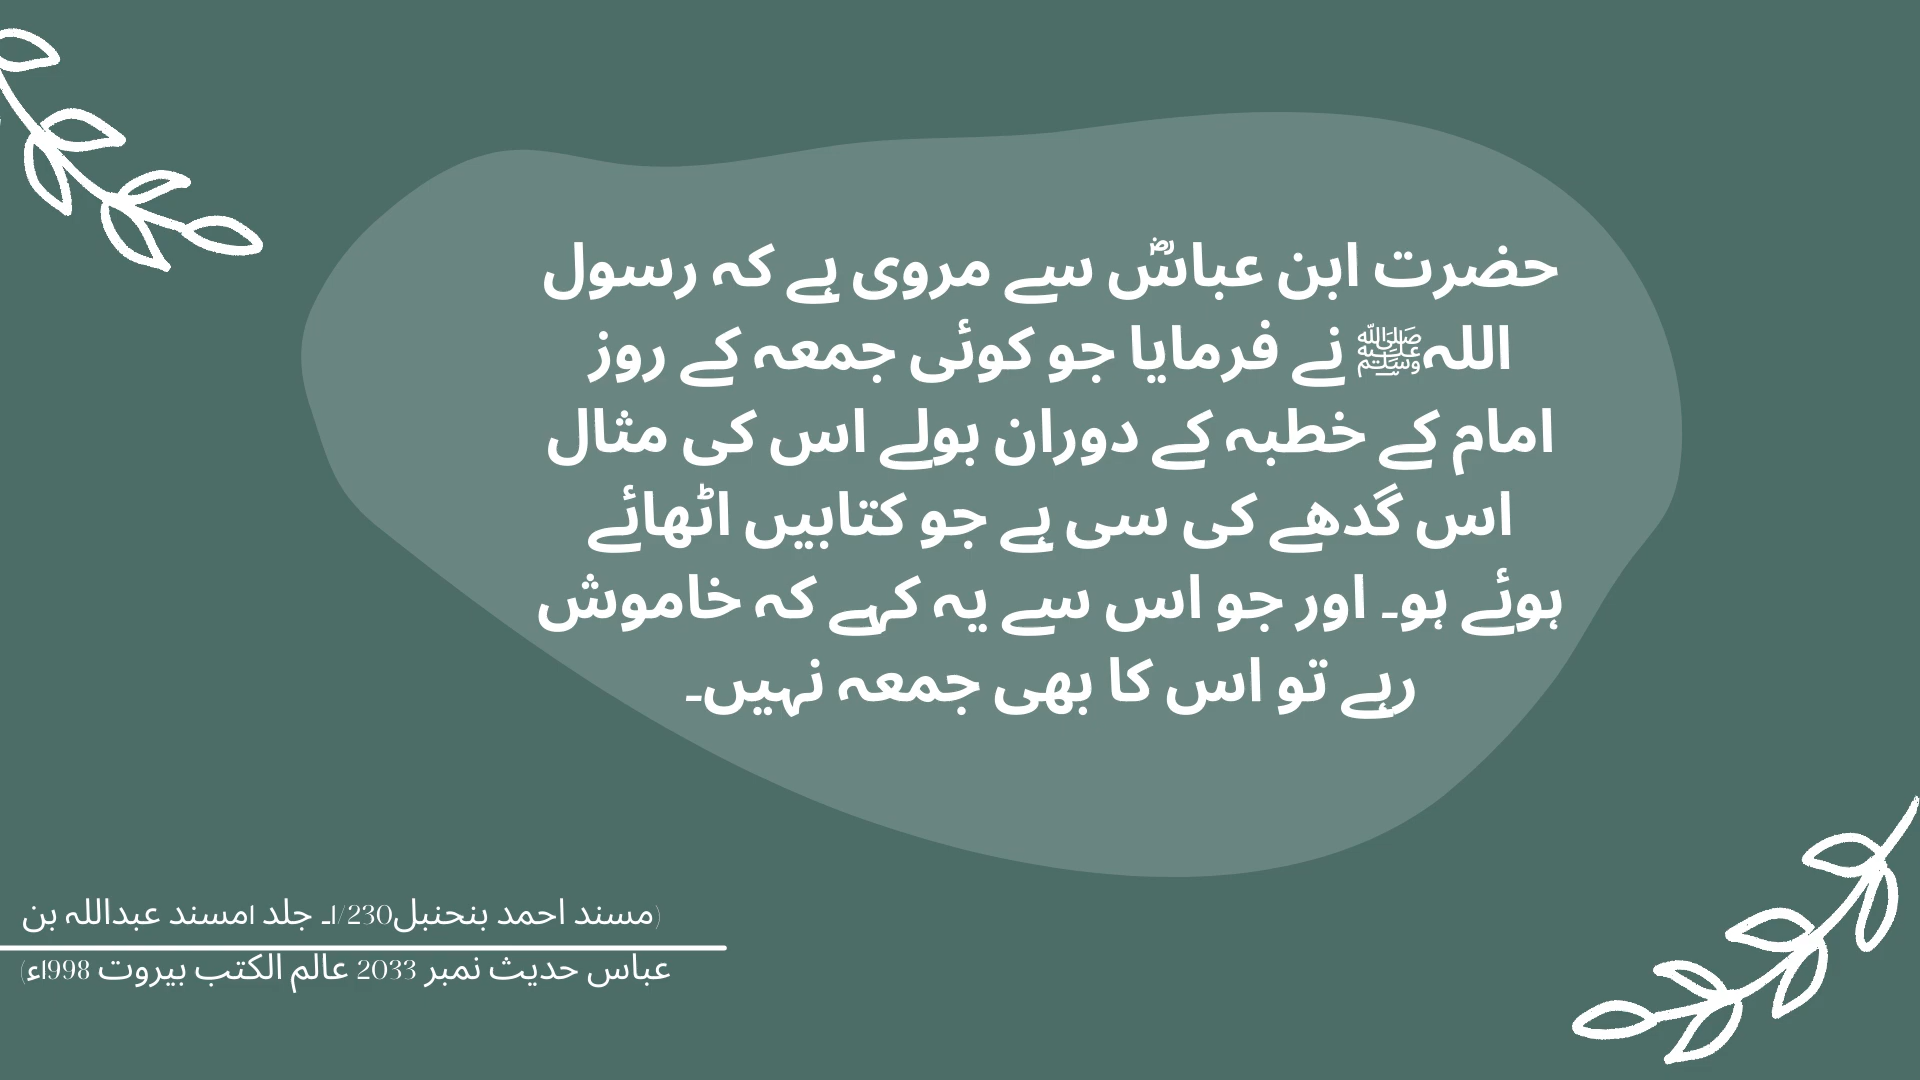 حضرت ابن عباسؓ سے مروی ہے کہ رسول
اللہﷺ نے فرمایا جو کوئی جمعہ کے روز
امام کے خطبہ کے دوران بولے اس کی مثال
اس گدھے کی سی ہے جو کتابیں اٹھائے
ہوئے ہو۔ اور جو اس سے یہ کہے کہ خاموش
رہے تو اس کا بھی جمعہ نہیں۔
(مسند احمد بنحنبل1/230۔ جلد 1مسند عبداللہ بن
عباس حدیث نمبر 2033 عالم الکتب بیروت 1998ء)